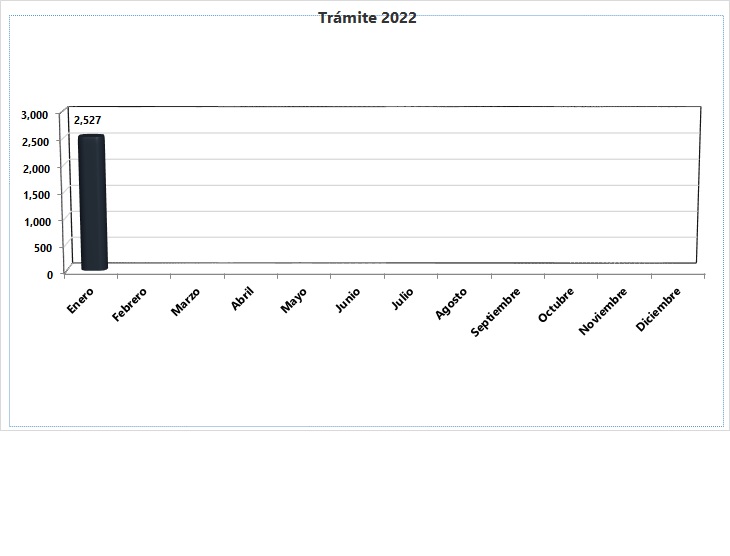 Trámite 2022
3,000
2,500
2,000
1,500
1,000
500
0
2,527
Enero
Febrero
Marzo
Abril
Mayo
Junio
Julio
Agosto
Septiembre
Octubre
Noviembre
Diciembre